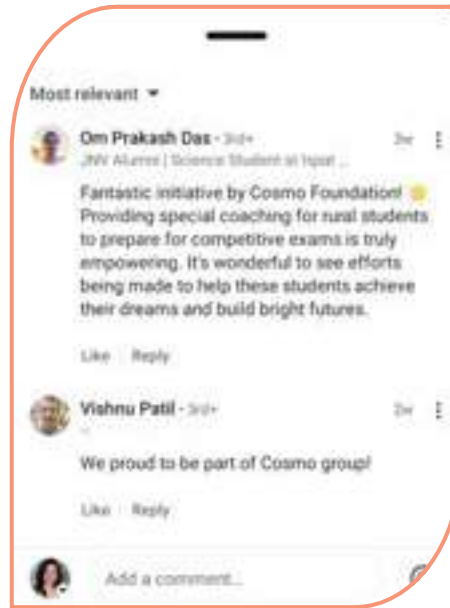 Most relevant
Om Prakash Das • 3rd+
JNV Alumni | Science Student at Ispat ...
Fantastic initiative by Cosmo Foundation!
Providing special coaching for rural students
to prepare for competitive exams is truly
empowering. It's wonderful to see efforts
being made to help these students achieve
their dreams and build bright futures.
Like Reply
Vishnu Patil • 3rd+
2w
--
We proud to be part of Cosmo group!
Like Reply
Add a comment...